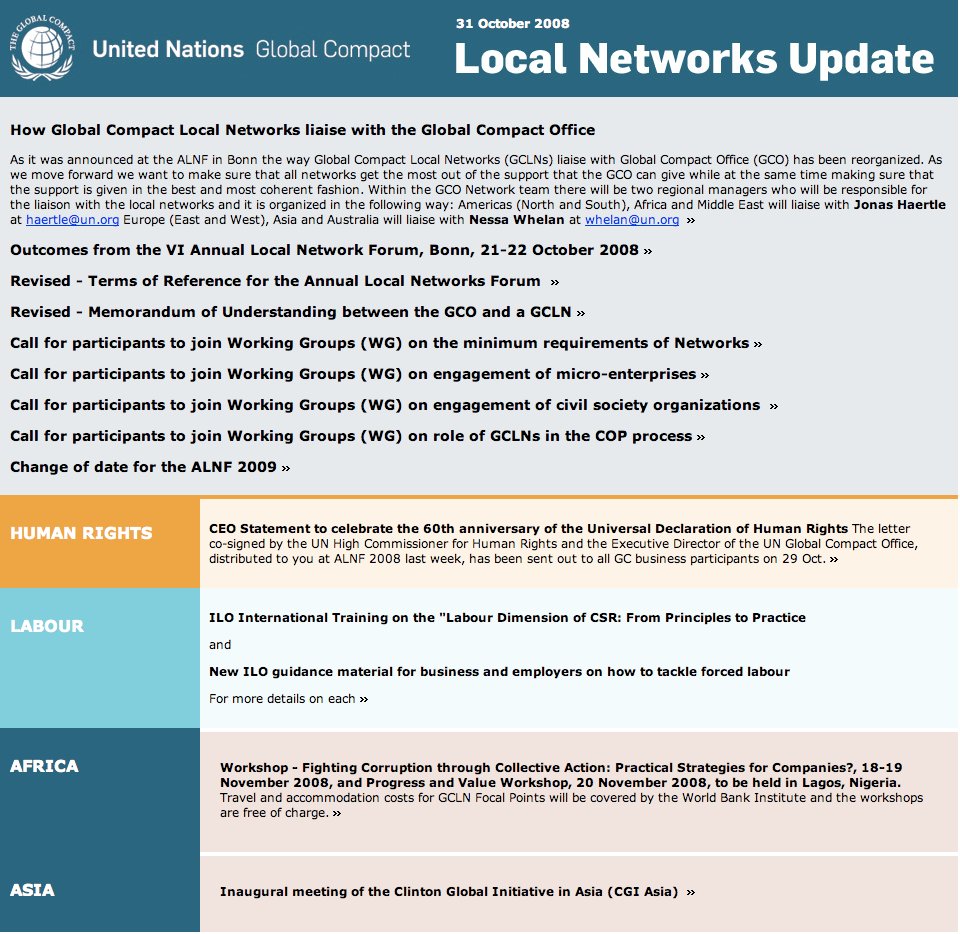 THE GLOBAL COMPACT
United Nations Global Compact
31 October 2008
Local Networks Update
How Global Compact Local Networks liaise with the Global Compact Office
As it was announced at the ALNF in Bonn the way Global Compact Local Networks (GCLNs) liaise with Global Compact Office (GCO) has been reorganized. As
we move forward we want to make sure that all networks get the most out of the support that the GCO can give while at the same time making sure that
the support is given in the best and most coherent fashion. Within the GCO Network team there will be two regional managers who will be responsible for
the liaison with the local networks and it is organized in the following way: Americas (North and South), Africa and Middle East will liaise with Jonas Haertle
at haertle@un.org Europe (East and West), Asia and Australia will liaise with Nessa Whelan at whelan@un.org »
Outcomes from the VI Annual Local Network Forum, Bonn, 21-22 October 2008 »
Revised - Terms of Reference for the Annual Local Networks Forum »
Revised - Memorandum of Understanding between the GCO and a GCLN »
Call for participants to join Working Groups (WG) on the minimum requirements of Networks »
Call for participants to join Working Groups (WG) on engagement of micro-enterprises »
Call for participants to join Working Groups (WG) on engagement of civil society organizations »
Call for participants to join Working Groups (WG) on role of GCLNs in the COP process »
Change of date for the ALNF 2009 »
HUMAN RIGHTS
CEO Statement to celebrate the 60th anniversary of the Universal Declaration of Human Rights The letter
co-signed by the UN High Commissioner for Human Rights and the Executive Director of the UN Global Compact Office,
distributed to you at ALNF 2008 last week, has been sent out to all GC business participants on 29 Oct. »
LABOUR
ILO International Training on the "Labour Dimension of CSR: From Principles to Practice
and
New ILO guidance material for business and employers on how to tackle forced labour
For more details on each »
AFRICA
Workshop - Fighting Corruption through Collective Action: Practical Strategies for Companies?, 18-19
November 2008, and Progress and Value Workshop, 20 November 2008, to be held in Lagos, Nigeria.
Travel and accommodation costs for GCLN Focal Points will be covered by the World Bank Institute and the workshops
are free of charge. »
ASIA
Inaugural meeting of the Clinton Global Initiative in Asia (CGI Asia) »